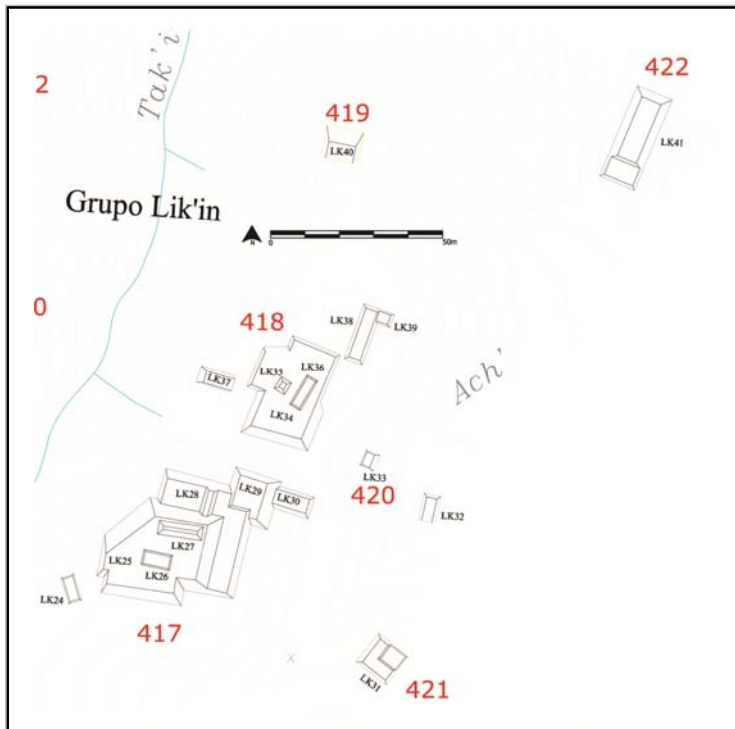 Tak'i
2
419
422
LK40
LK41
Grupo Lik'in
N
0
50m
0
418
LK38
LK39
LK37
LK35
LK36
Ach'
LK34
LK33
420
LK28
LK29
LK30
LK32
LK27
LK25
LK26
LK24
417
LK31
421